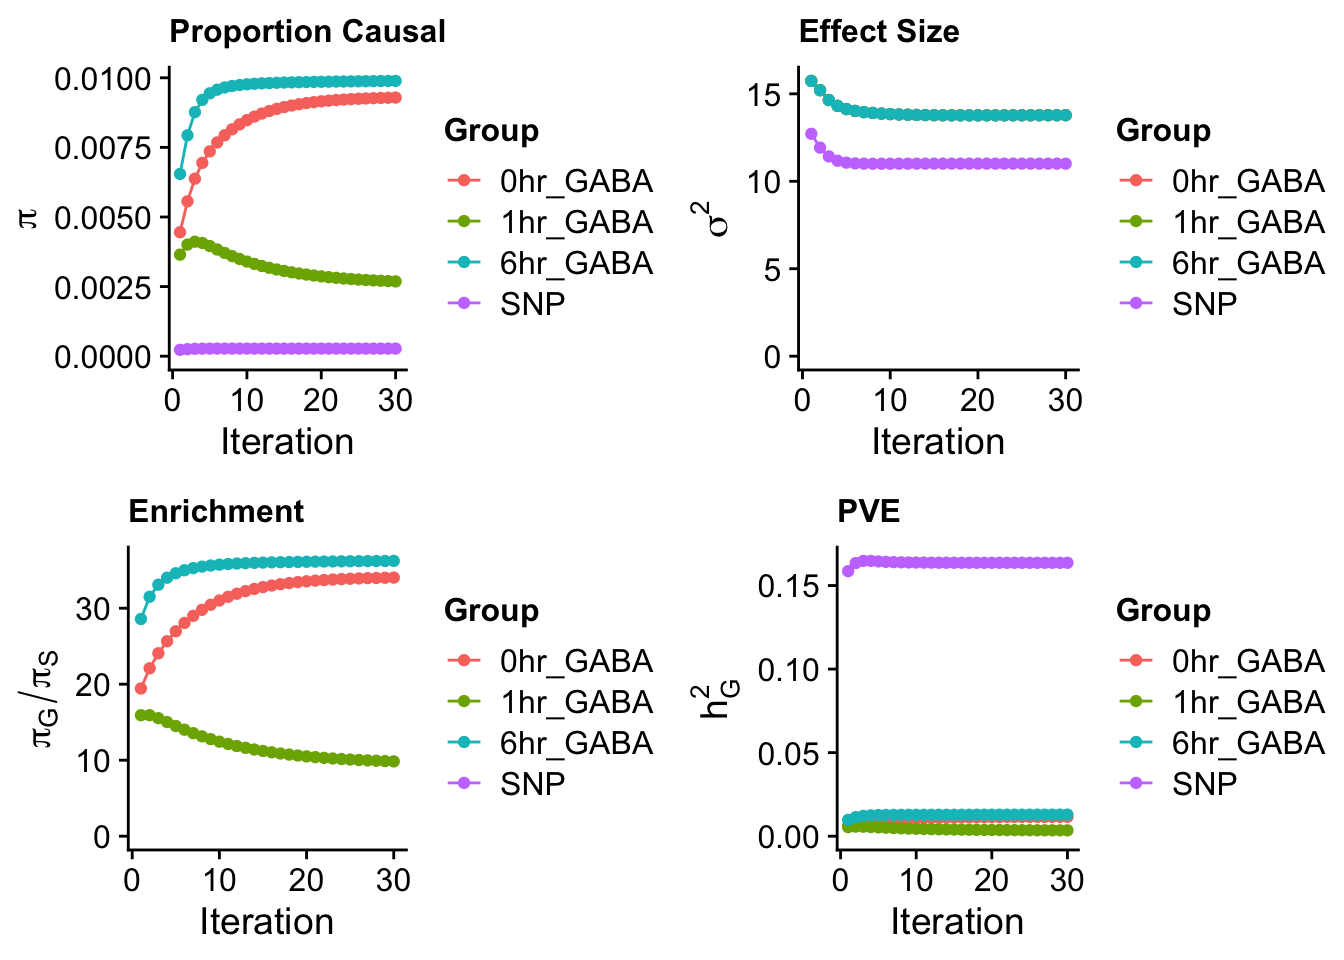 Proportion Causal
π
0.0100
0.0075
0.0050
0.0025
0.0000
0 10 20 30
Iteration
Group
0hr_GABA
1hr_GABA
6hr_GABA
SNP
Effect Size
σ²
15
10
5
0
0 10 20 30
Iteration
Group
0hr_GABA
1hr_GABA
6hr_GABA
SNP
Enrichment
π_G/π_S
30
20
10
0
0 10 20 30
Iteration
Group
0hr_GABA
1hr_GABA
6hr_GABA
SNP
PVE
h²_G
0.15
0.10
0.05
0.00
0 10 20 30
Iteration
Group
0hr_GABA
1hr_GABA
6hr_GABA
SNP